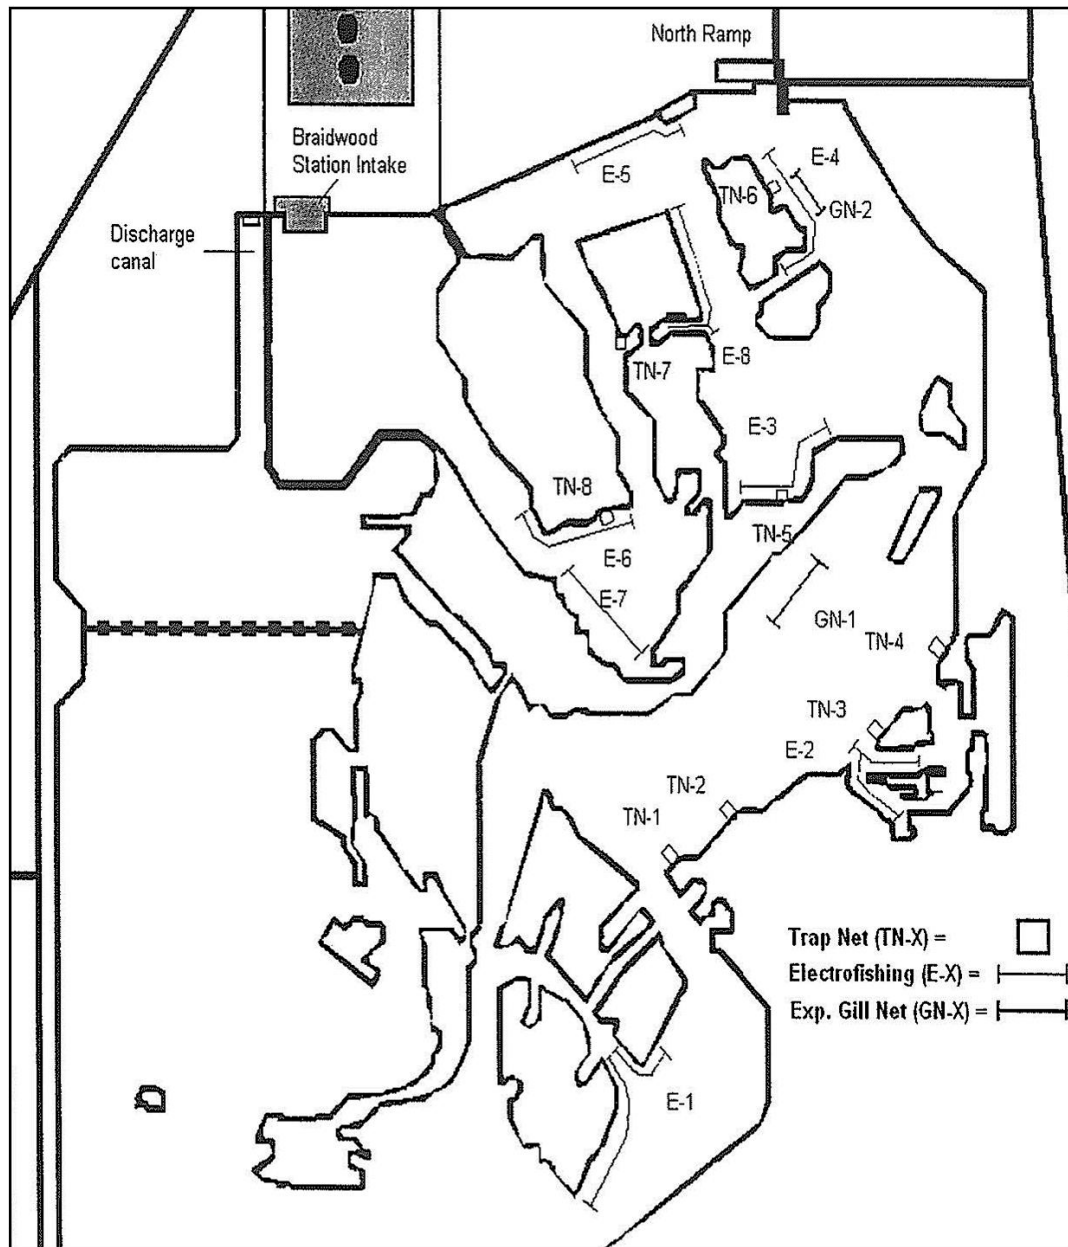 North Ramp
Braidwood
Station Intake
E-5
E-4
TN-6
GN-2
Discharge
canal
TN-7
E-8
E-3
TN-8
TN-5
E-6
E-7
GN-1
TN-4
TN-3
E-2
TN-2
TN-1
Trap Net (TN-X) =
Electrofishing (E-X) =
Exp. Gill Net (GN-X) =
E-1